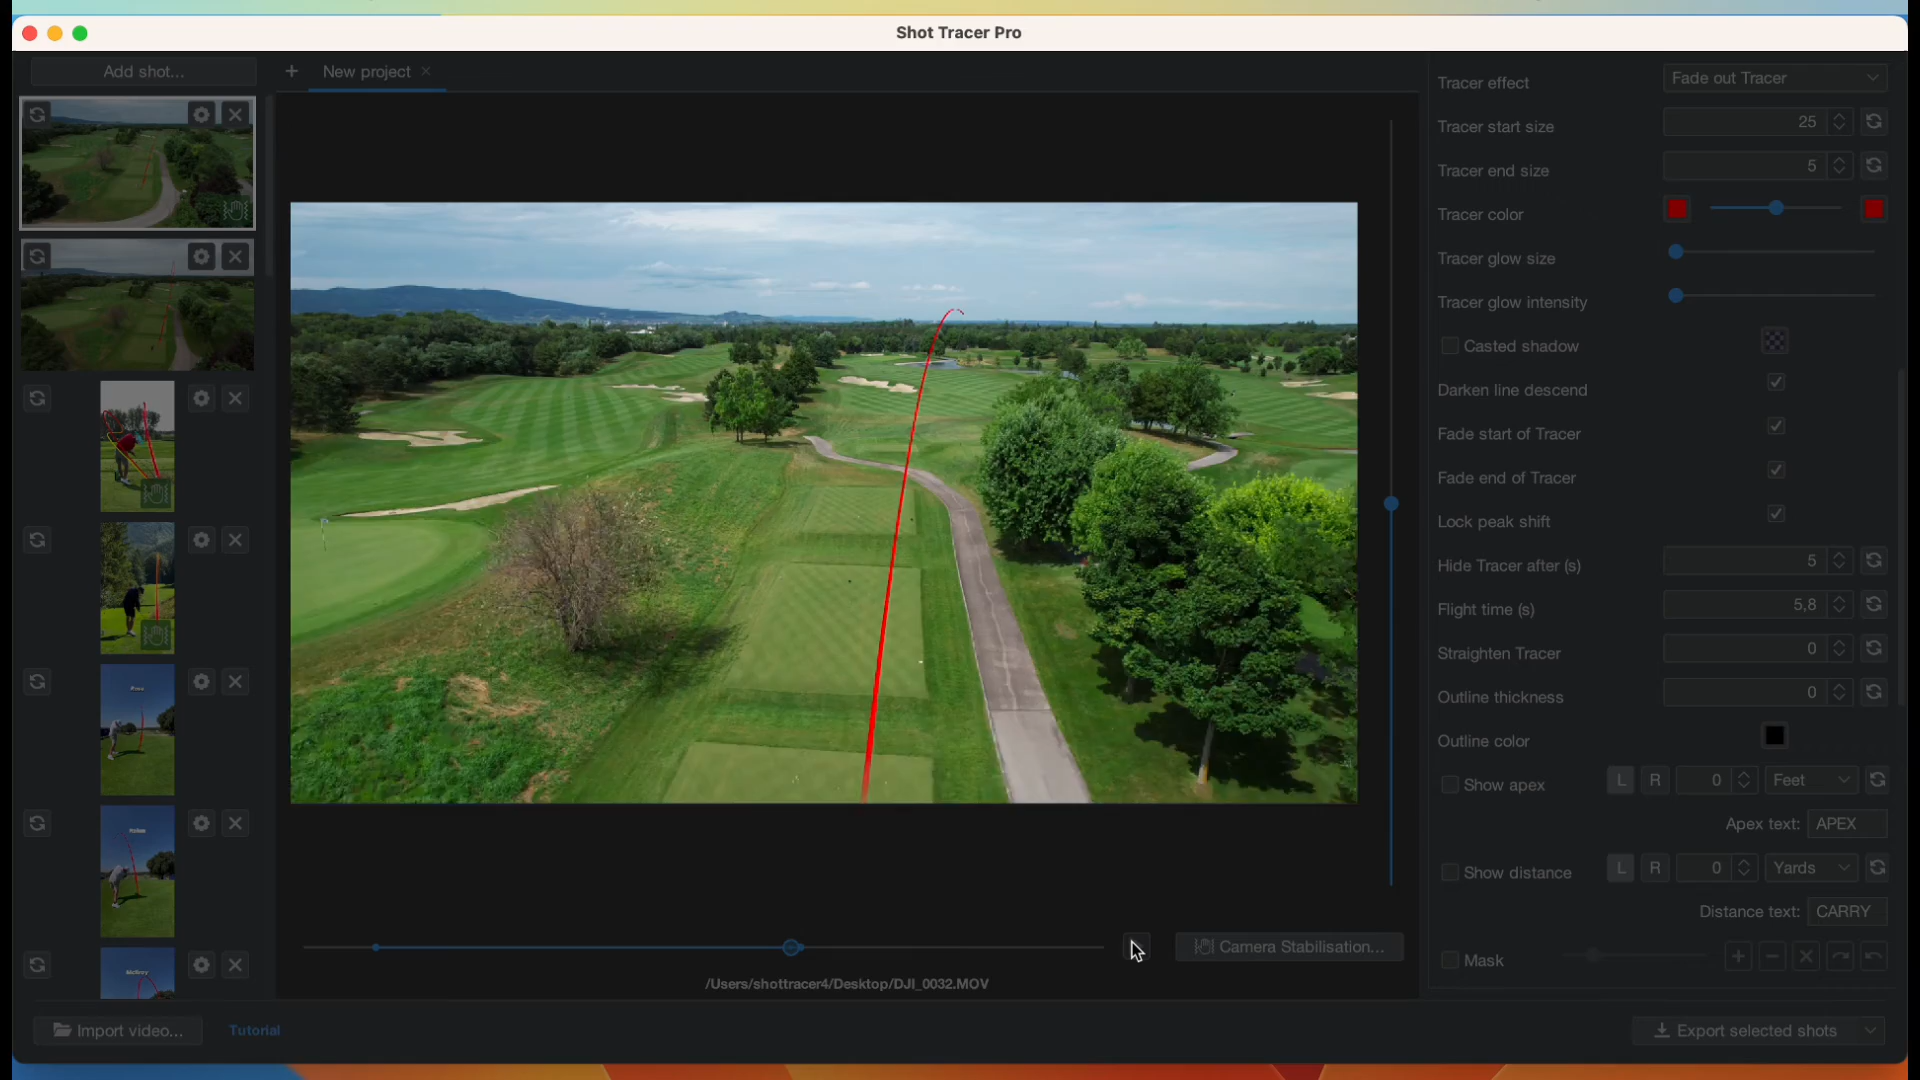 Shot Tracer Pro
Add shot...
New project
Tracer effect
Fade out Tracer
Tracer start size
25
Tracer end size
5
Tracer color
Tracer glow size
Tracer glow intensity
Casted shadow
Darken line descend
Fade start of Tracer
Fade end of Tracer
Lock peak shift
Hide Tracer after (s)
5
Flight time (s)
5,8
Straighten Tracer
0
Outline thickness
0
Outline color
Show apex
L
R
0
Feet
Apex text:
APEX
Show distance
L
R
0
Yards
Distance text:
CARRY
Mask
Camera Stabilisation...
/Users/shottracer4/Desktop/DJI_0032.MOV
Import video...
Tutorial
Export selected shots